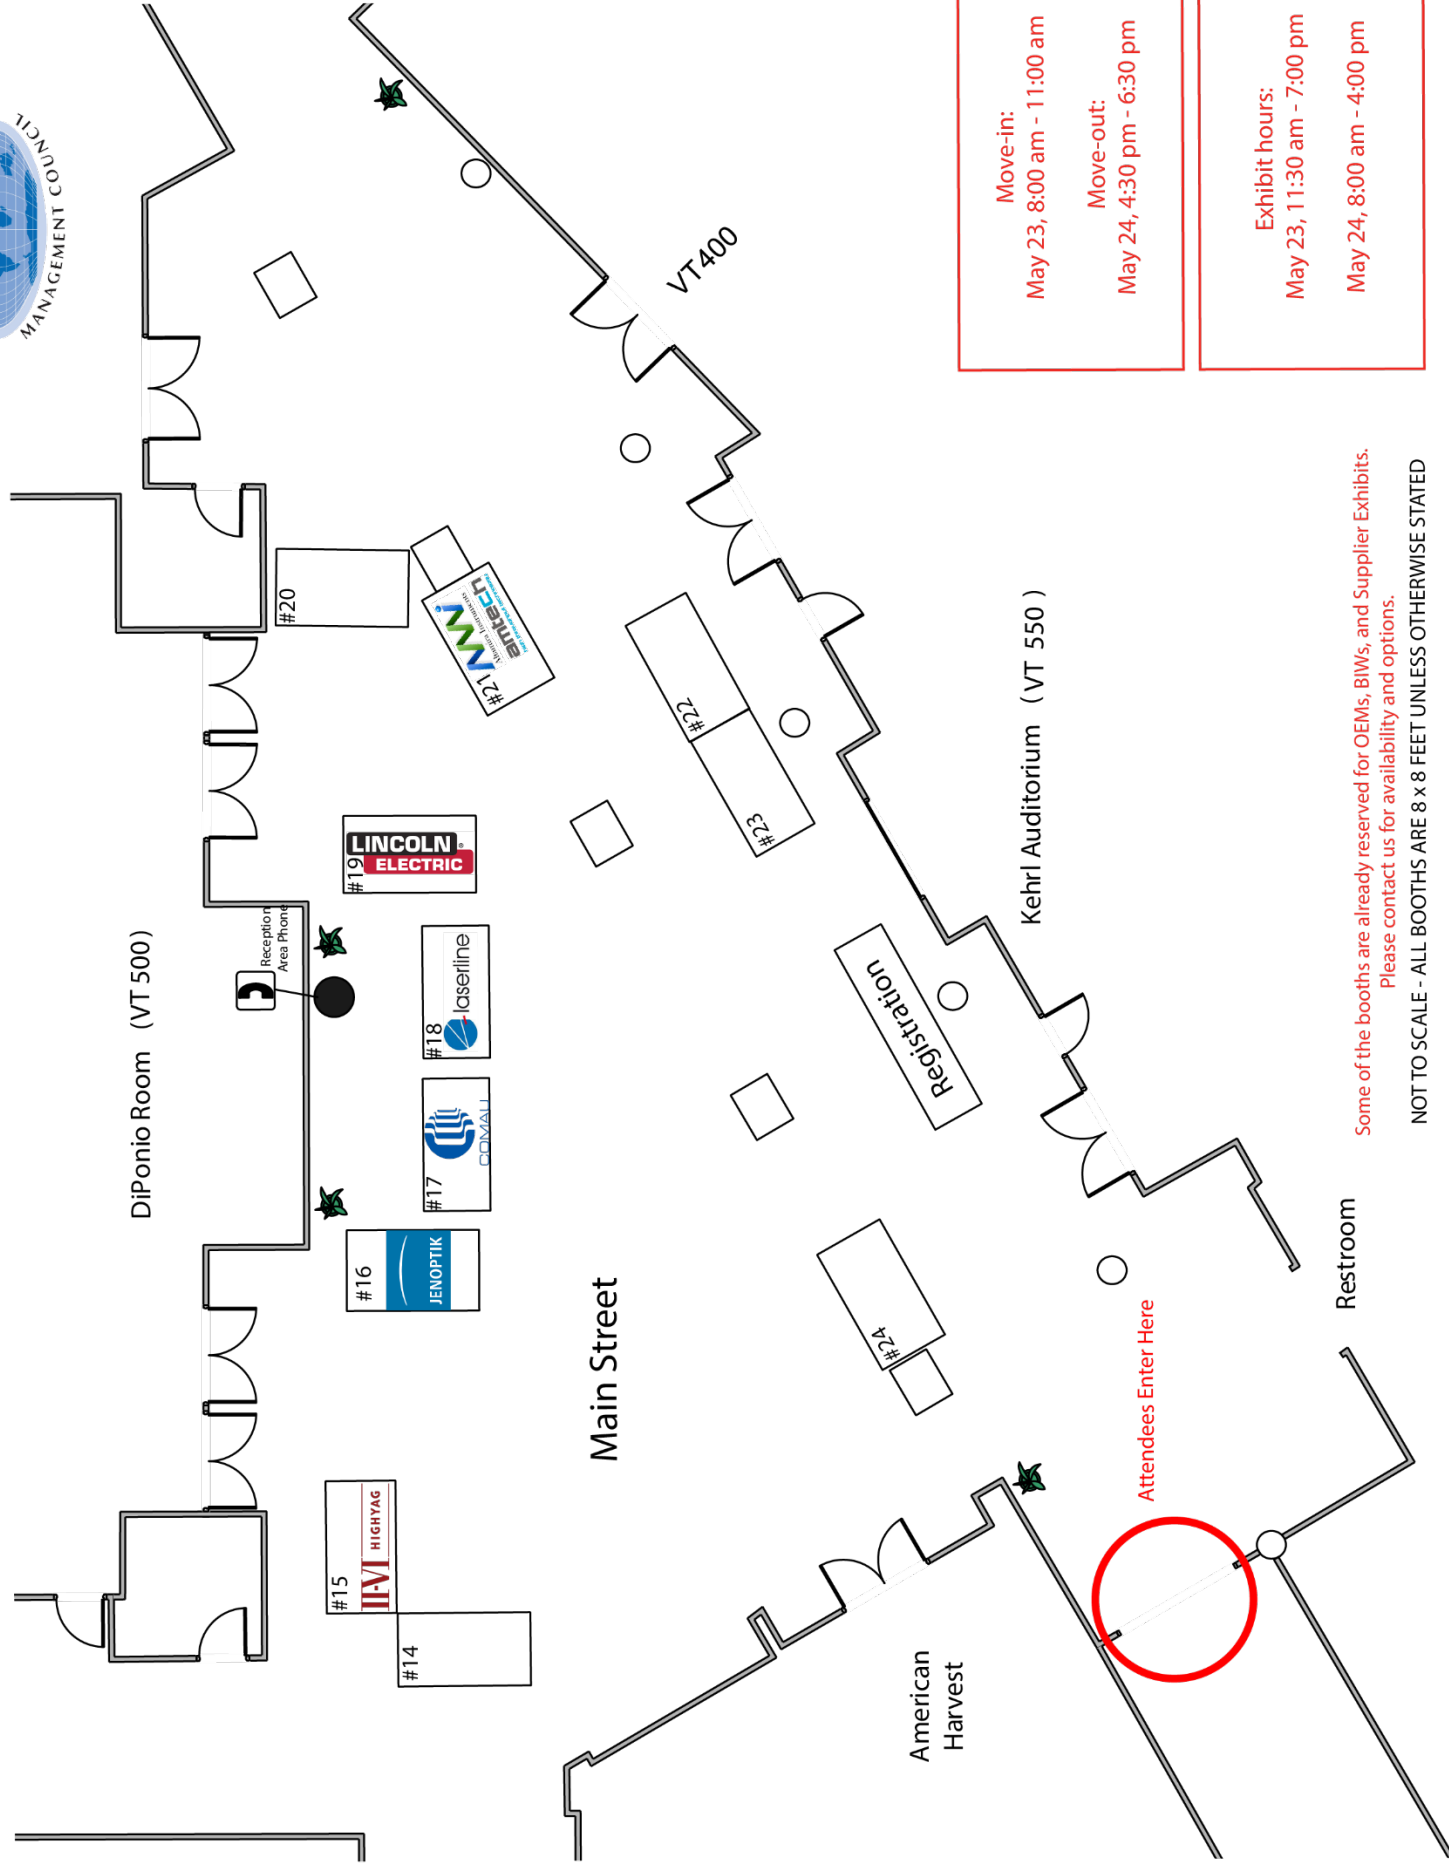 MANAGEMENT COUNCIL
DiPonio Room (VT 500)
Reception
Area Phone
#14
#15
II-VI HIGHYAG
#16
JENOPTIK
#17
COMAU
#18
laserline
#19
LINCOLN
ELECTRIC
#20
#21
Altamira Instruments
amtech
#22
#23
#24
Registration
Main Street
VT400
Kehrl Auditorium (VT 550 )
American
Harvest
Attendees Enter Here
Restroom
Move-in:
May 23, 8:00 am - 11:00 am
Move-out:
May 24, 4:30 pm - 6:30 pm
Exhibit hours:
May 23, 11:30 am - 7:00 pm
May 24, 8:00 am - 4:00 pm
Some of the booths are already reserved for OEMs, BIWs, and Supplier Exhibits.
Please contact us for availability and options.
NOT TO SCALE - ALL BOOTHS ARE 8 x 8 FEET UNLESS OTHERWISE STATED